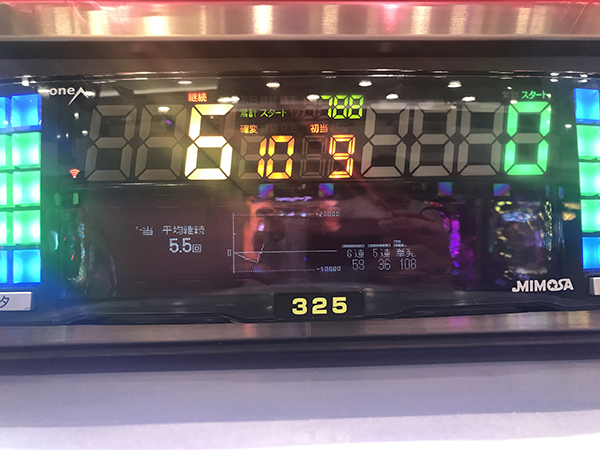 oneA
継続
累計 スタート
788
スタート
6
確変
初当
10
9
0
平均継続
5.5回
+20000
0
-10000
6連
5連
単発
59
36
108
MIMOSA
325
タ